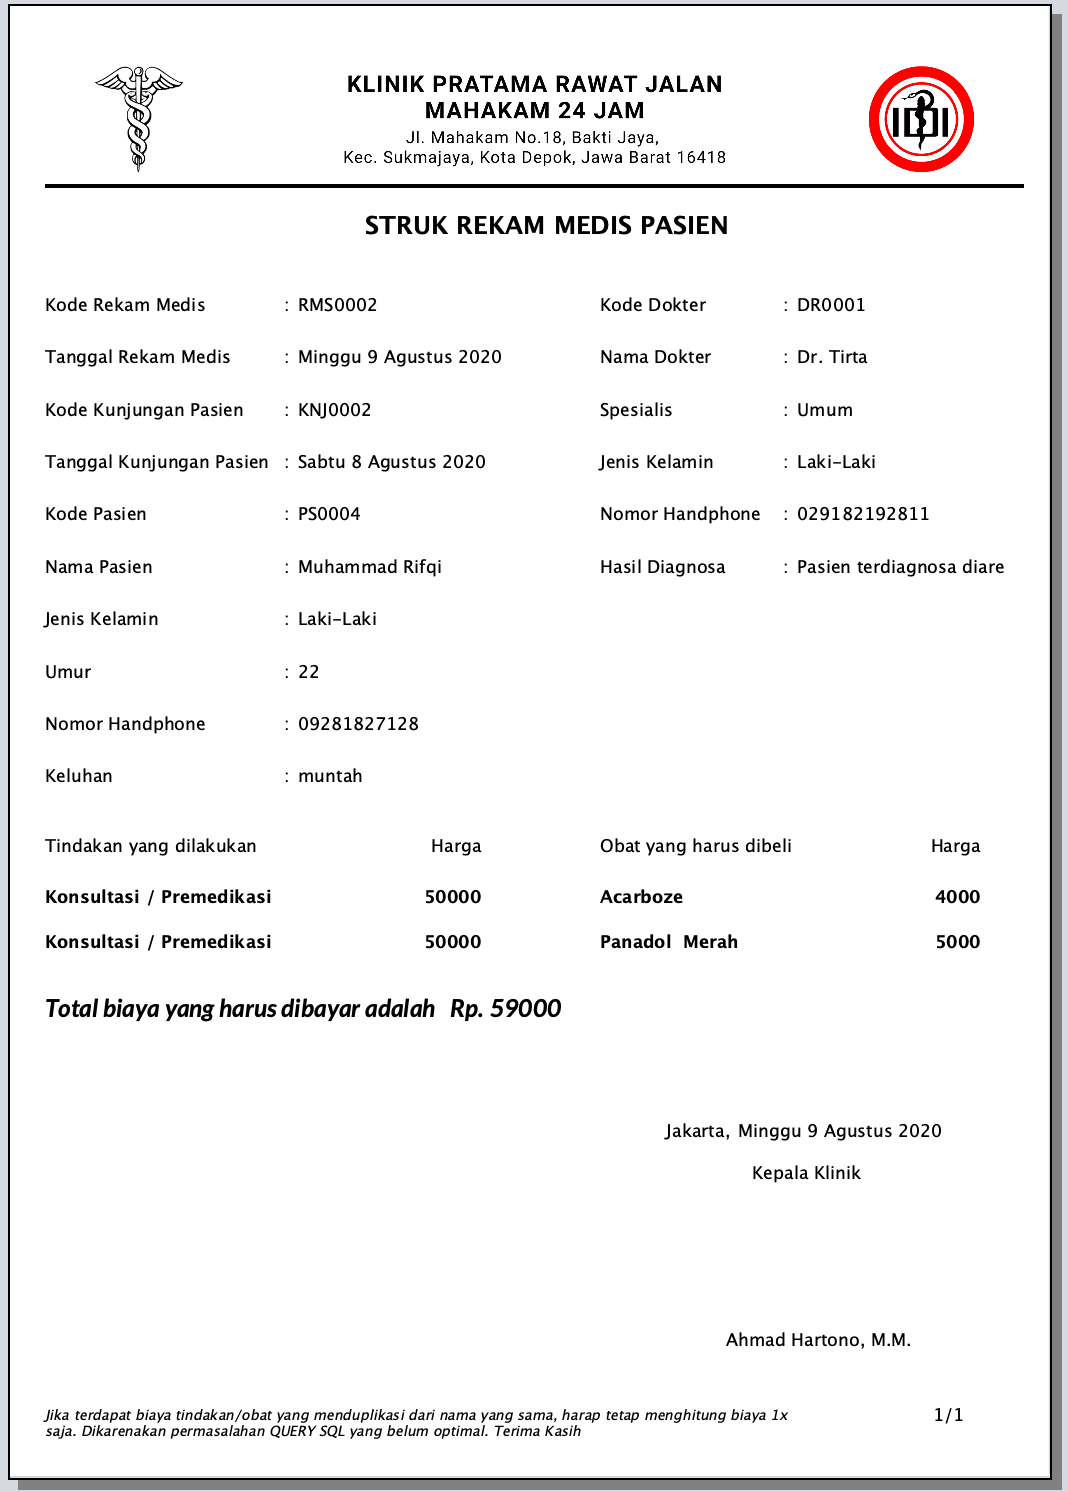 KLINIK PRATAMA RAWAT JALAN
MAHAKAM 24 JAM
Jl. Mahakam No.18, Bakti Jaya,
Kec. Sukmajaya, Kota Depok, Jawa Barat 16418
IDI
STRUK REKAM MEDIS PASIEN
Kode Rekam Medis : RMS0002 Kode Dokter : DR0001
Tanggal Rekam Medis : Minggu 9 Agustus 2020 Nama Dokter : Dr. Tirta
Kode Kunjungan Pasien : KNJ0002 Spesialis : Umum
Tanggal Kunjungan Pasien : Sabtu 8 Agustus 2020 Jenis Kelamin : Laki-Laki
Kode Pasien : PS0004 Nomor Handphone : 029182192811
Nama Pasien : Muhammad Rifqi Hasil Diagnosa : Pasien terdiagnosa diare
Jenis Kelamin : Laki-Laki
Umur : 22
Nomor Handphone : 09281827128
Keluhan : muntah
Tindakan yang dilakukan Harga Obat yang harus dibeli Harga
Konsultasi / Premedikasi 50000 Acarboze 4000
Konsultasi / Premedikasi 50000 Panadol Merah 5000
Total biaya yang harus dibayar adalah Rp. 59000
Jakarta, Minggu 9 Agustus 2020
Kepala Klinik
Ahmad Hartono, M.M.
Jika terdapat biaya tindakan/obat yang menduplikasi dari nama yang sama, harap tetap menghitung biaya 1x
saja. Dikarenakan permasalahan QUERY SQL yang belum optimal. Terima Kasih
1/1